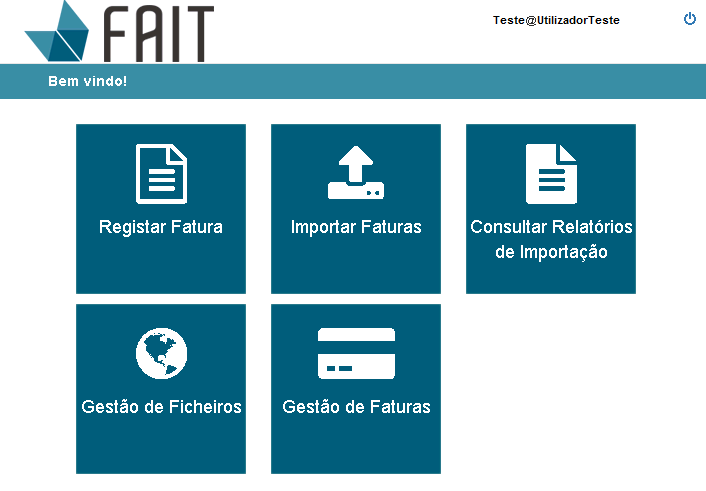 FAIT
Teste@UtilizadorTeste
Bem vindo!
Registar Fatura
Importar Faturas
Consultar Relatórios
de Importação
Gestão de Ficheiros
Gestão de Faturas